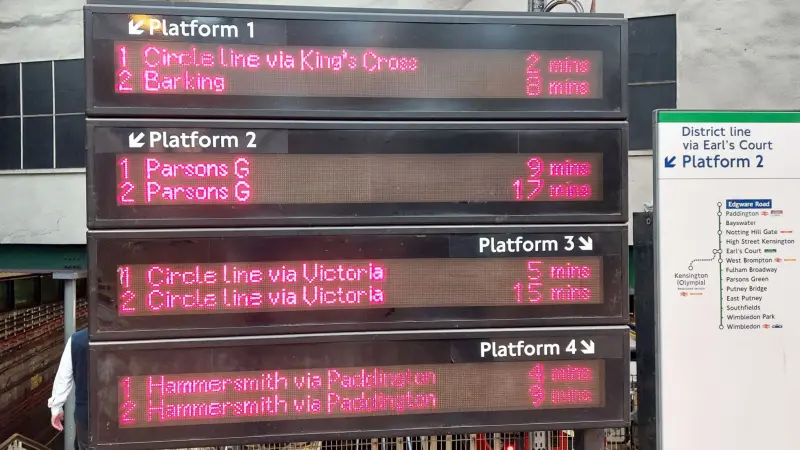 ↙ Platform 1
1 Circle line via King's Cross 2 mins
2 Barking 8 mins
↙ Platform 2
1 Parsons G 9 mins
2 Parsons G 17 mins
Platform 3 ↘
1 Circle line via Victoria 5 mins
2 Circle line via Victoria 15 mins
Platform 4 ↘
1 Hammersmith via Paddington 4 mins
2 Hammersmith via Paddington 9 mins
District line
via Earl's Court
↙ Platform 2
Edgware Road
Paddington
Bayswater
Notting Hill Gate
High Street Kensington
Earl's Court
West Brompton
Kensington
(Olympia)
Fulham Broadway
Parsons Green
Putney Bridge
East Putney
Southfields
Wimbledon Park
Wimbledon